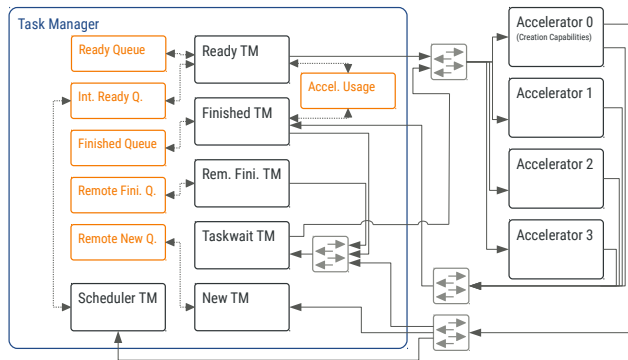 Task Manager
Ready Queue
Ready TM
Int. Ready Q.
Accel. Usage
Finished TM
Finished Queue
Rem. Fini. TM
Remote Fini. Q.
Taskwait TM
Remote New Q.
Scheduler TM
New TM
Accelerator 0
(Creation Capabilities)
Accelerator 1
Accelerator 2
Accelerator 3